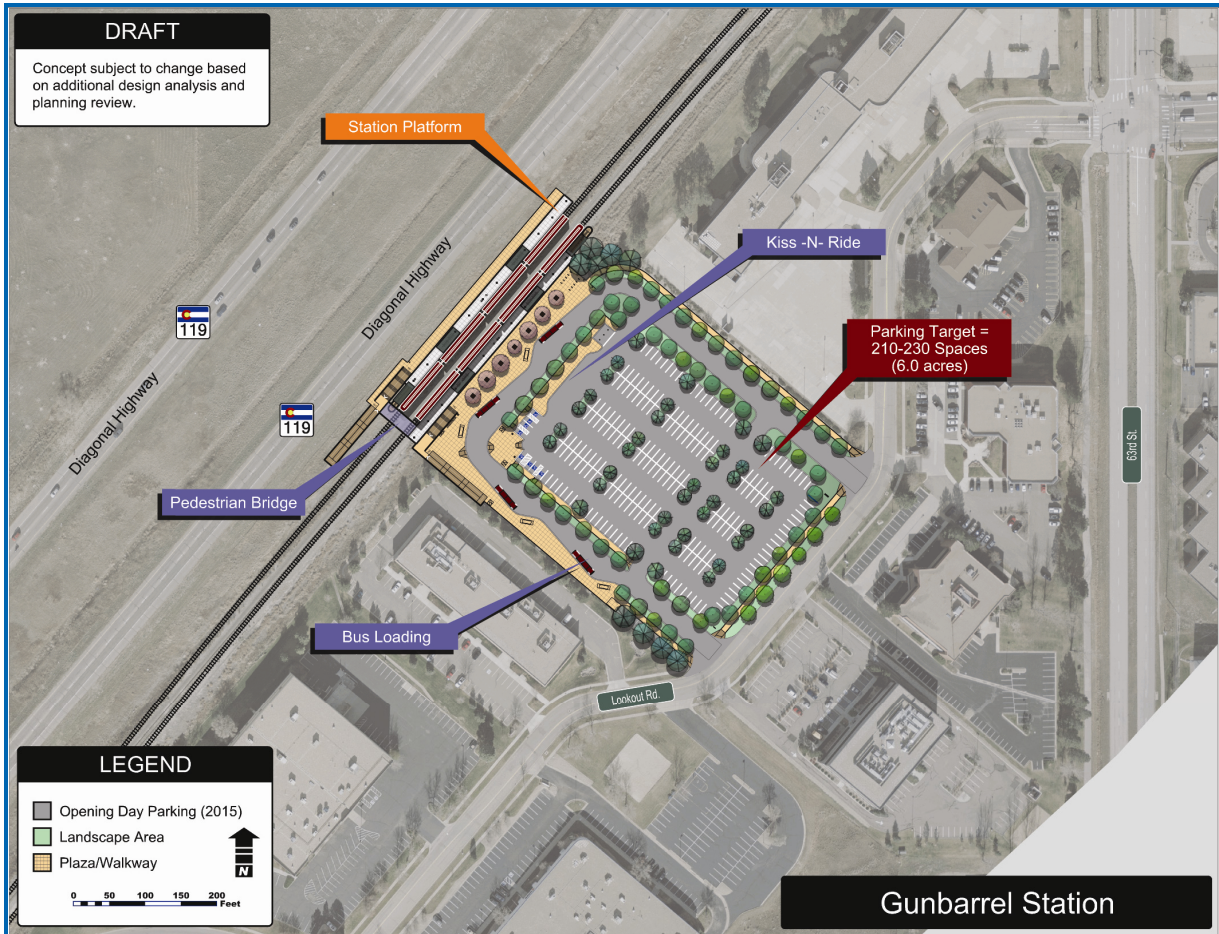 DRAFT
Concept subject to change based
on additional design analysis and
planning review.
Station Platform
Kiss -N- Ride
Diagonal Highway
119
Parking Target =
210-230 Spaces
(6.0 acres)
Diagonal Highway
119
63rd St.
Pedestrian Bridge
Bus Loading
Lookout Rd.
LEGEND
Opening Day Parking (2015)
Landscape Area
Plaza/Walkway
N
0 50 100 150 200
Feet
Gunbarrel Station